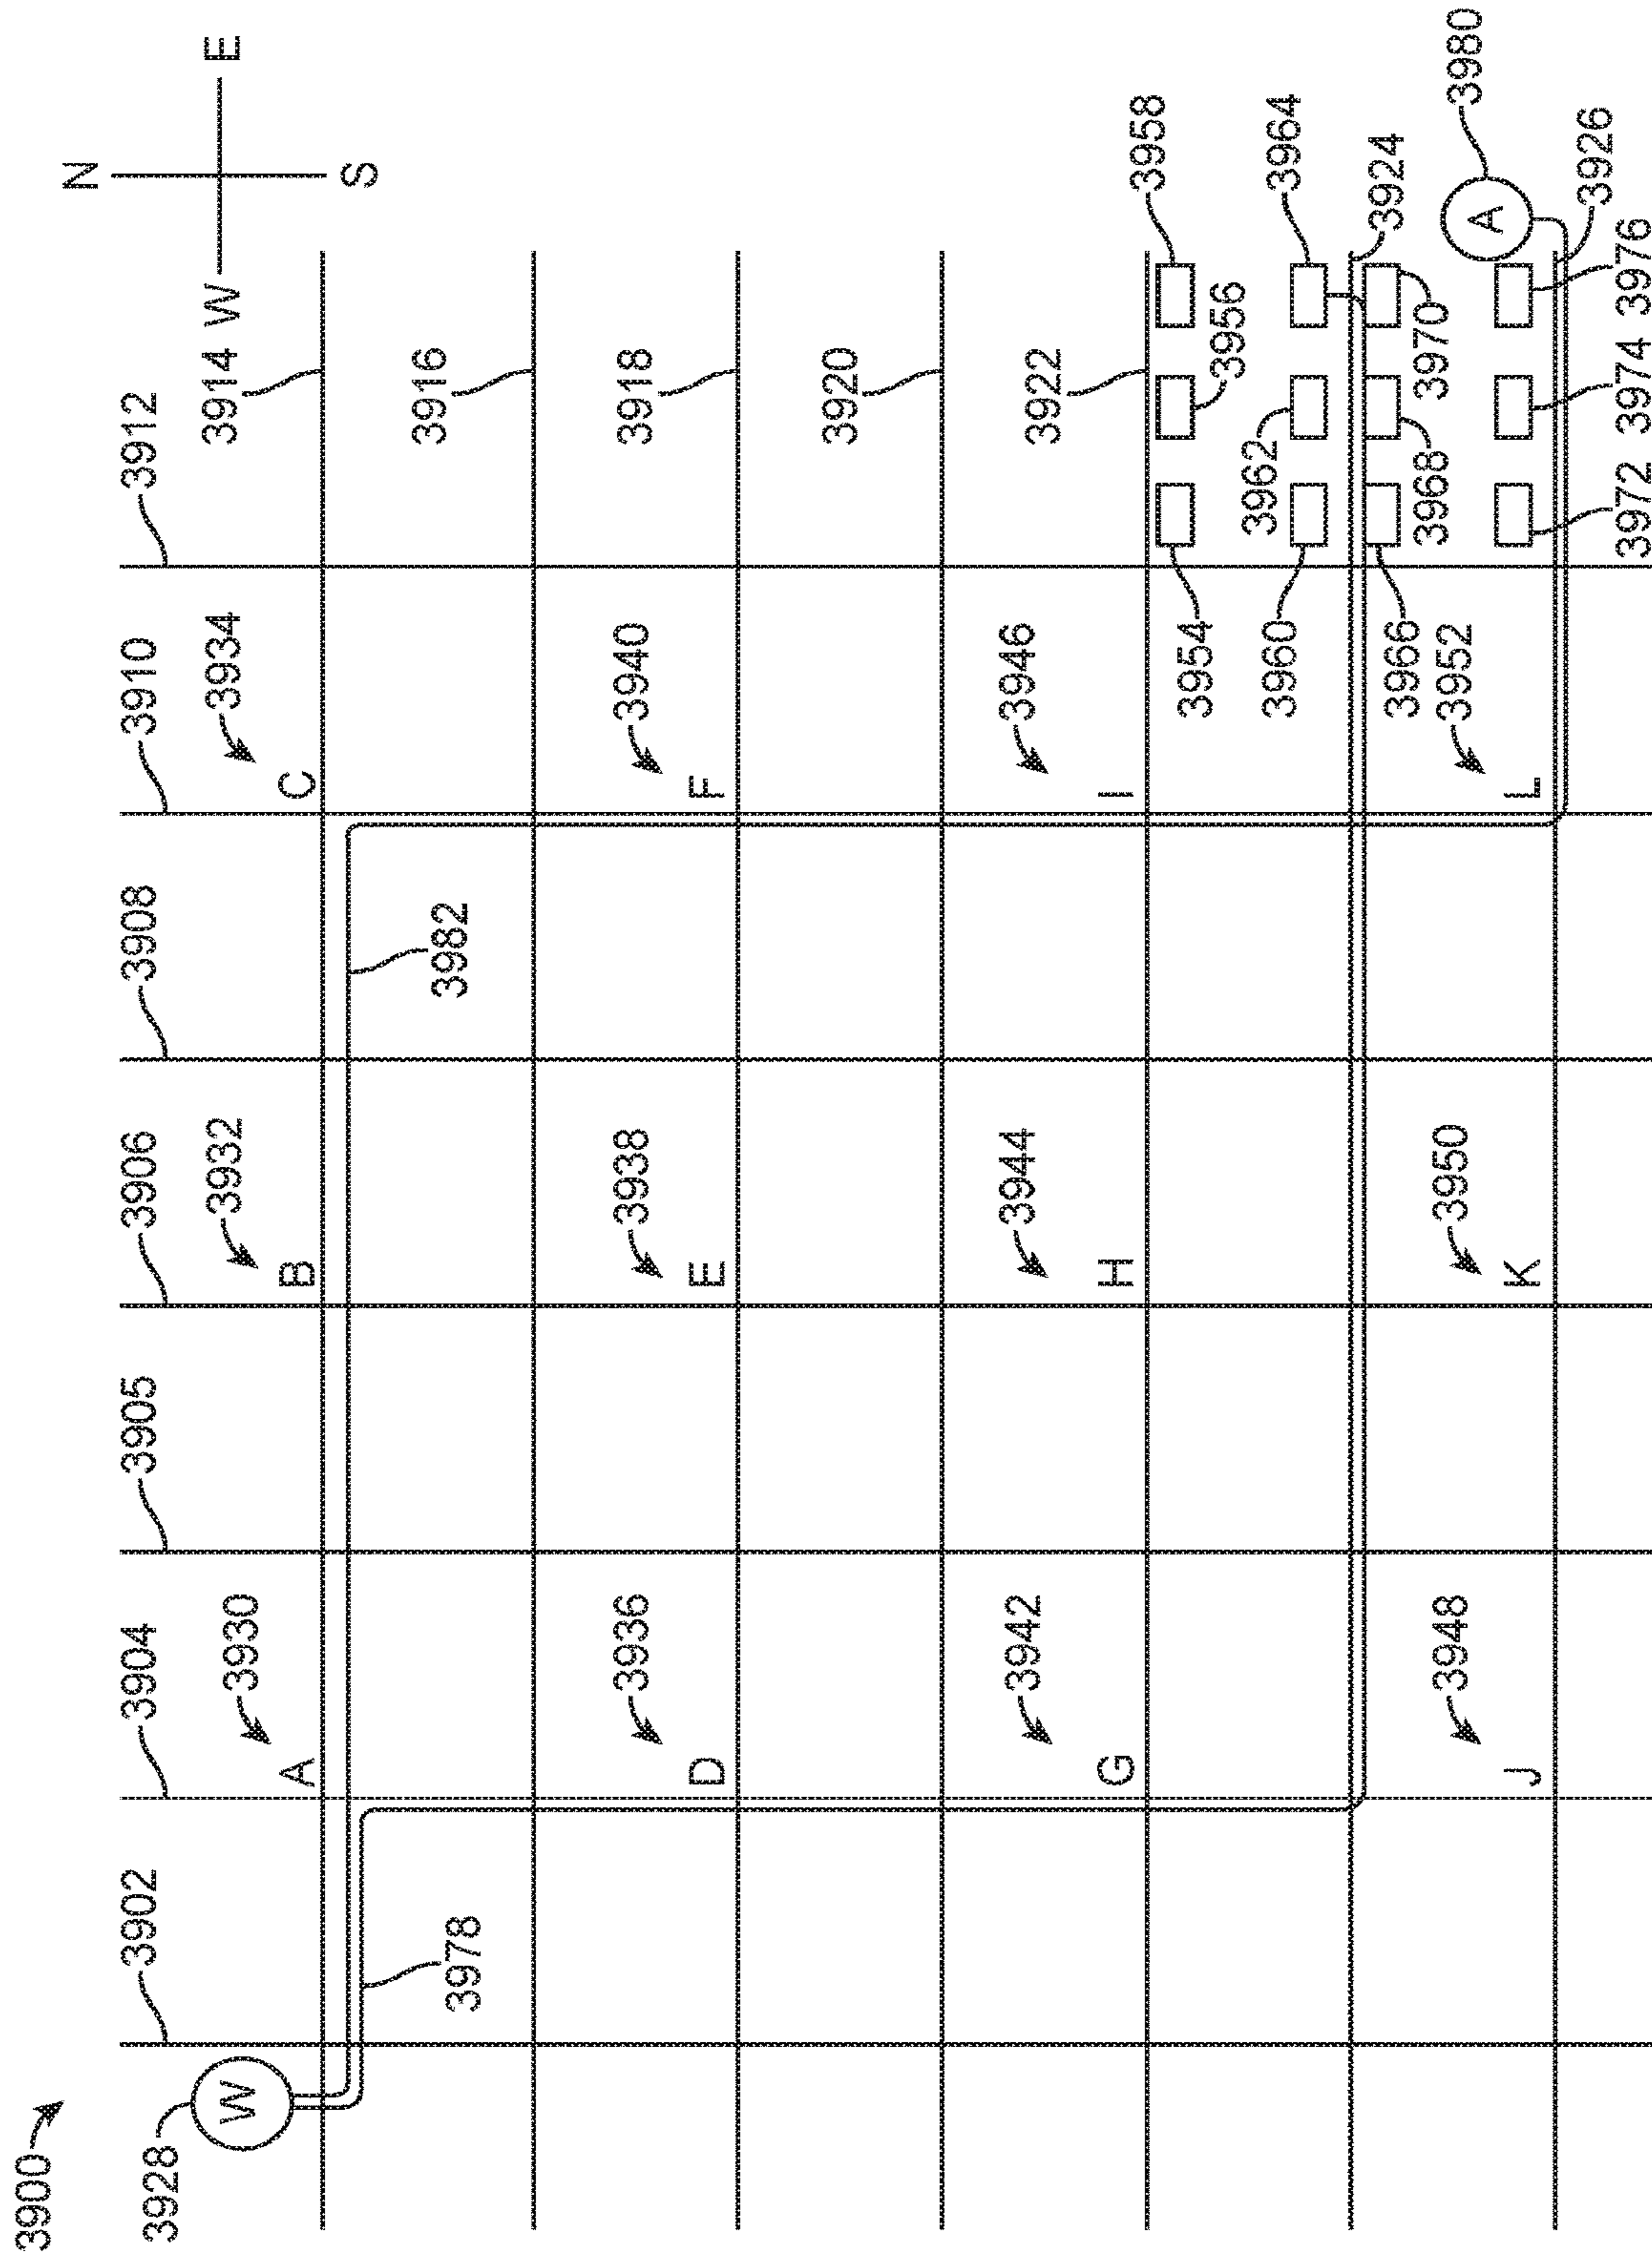 3900
N
3928 3902 3904 3905 3906 3908 3910 3912
W 3930 3932 3934 3914 W E
A B C
S
3978 3982 3916
3936 3938 3940 3918
D E F
3920
3942 3944 3946 3922
G H I
3958
3954 3956
3960 3962 3964
3966 3968 3970 3924
3948 3950 3952 3980
A
J K L
3926
3972 3974 3976